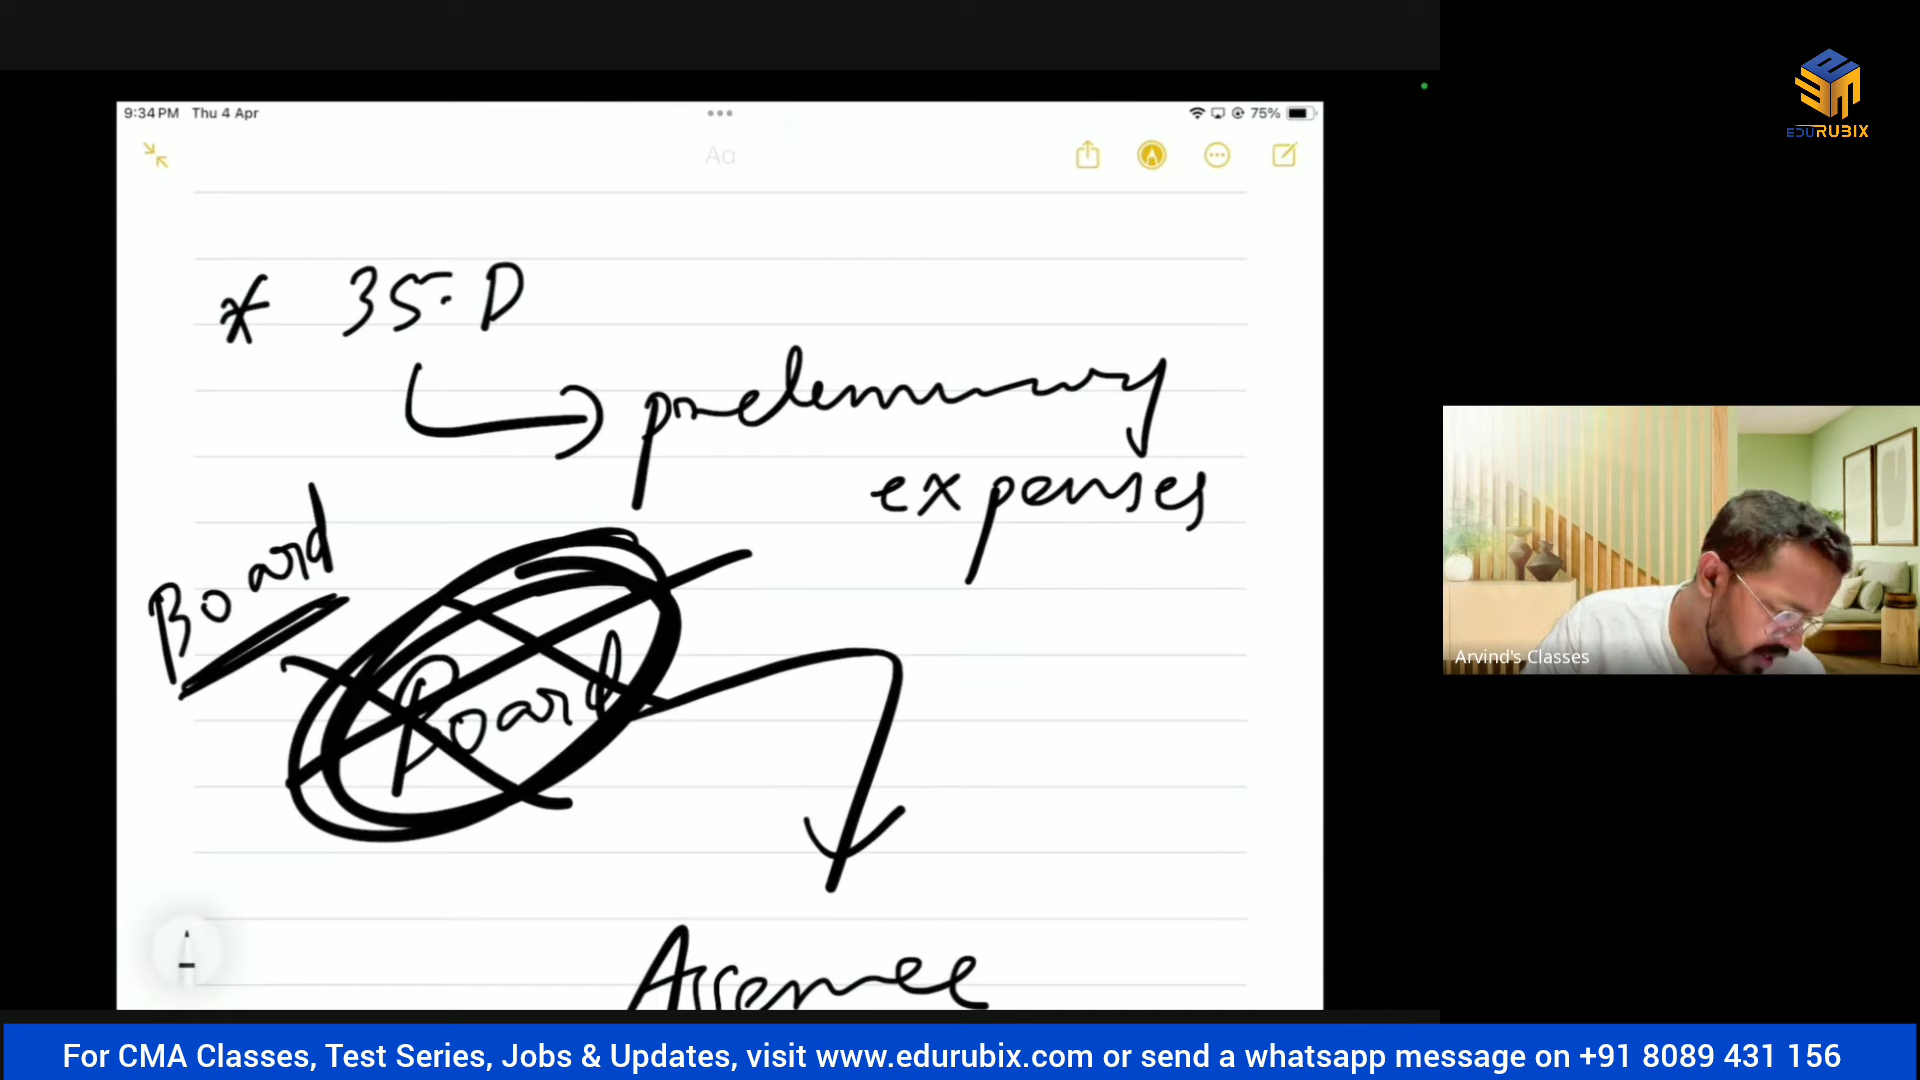 9:34 PM Thu 4 Apr
75%
Aa
EDURUBIX
* 35-D
preliminary
expenses
Board
Board
Assessee
Arvind's Classes
For CMA Classes, Test Series, Jobs & Updates, visit www.edurubix.com or send a whatsapp message on +91 8089 431 156